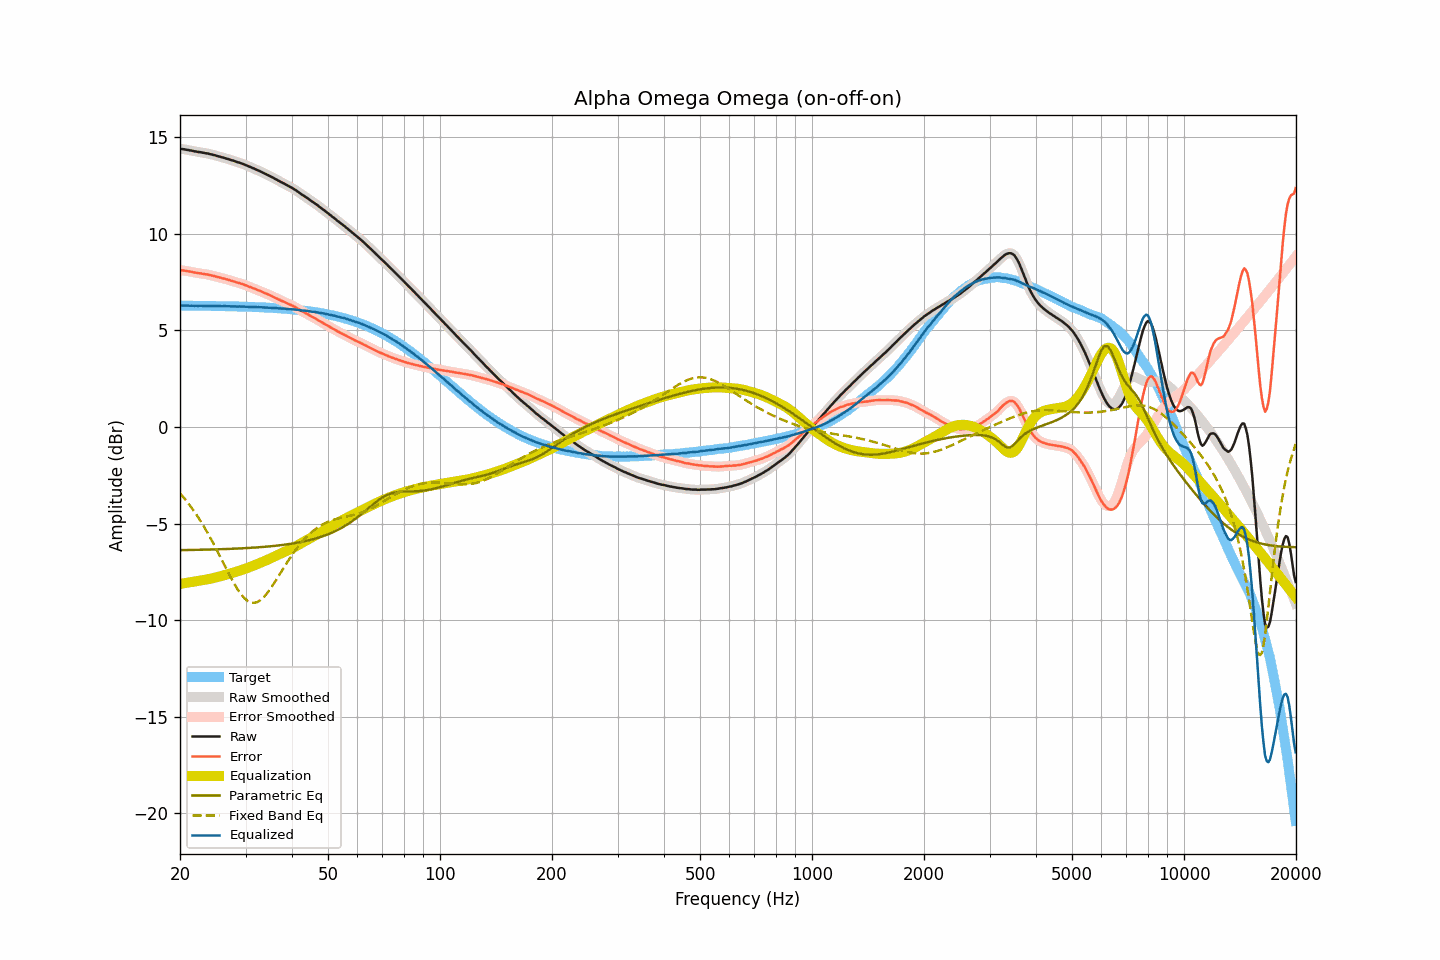 Alpha Omega Omega (on-off-on)
15
10
5
0
−5
−10
−15
−20
Amplitude (dBr)
Target
Raw Smoothed
Error Smoothed
Raw
Error
Equalization
Parametric Eq
Fixed Band Eq
Equalized
20 50 100 200 500 1000 2000 5000 10000 20000
Frequency (Hz)